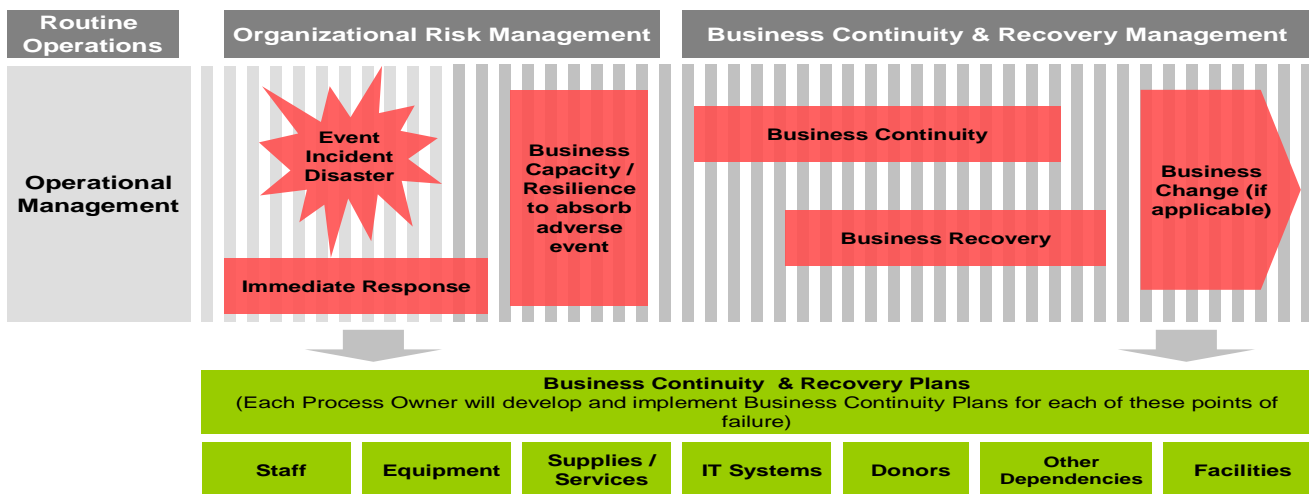 Routine
Operations
Organizational Risk Management
Business Continuity & Recovery Management
Operational
Management
Event
Incident
Disaster
Immediate Response
Business
Capacity /
Resilience
to absorb
adverse
event
Business Continuity
Business Recovery
Business
Change (if
applicable)
Business Continuity & Recovery Plans
(Each Process Owner will develop and implement Business Continuity Plans for each of these points of
failure)
Staff
Equipment
Supplies /
Services
IT Systems
Donors
Other
Dependencies
Facilities